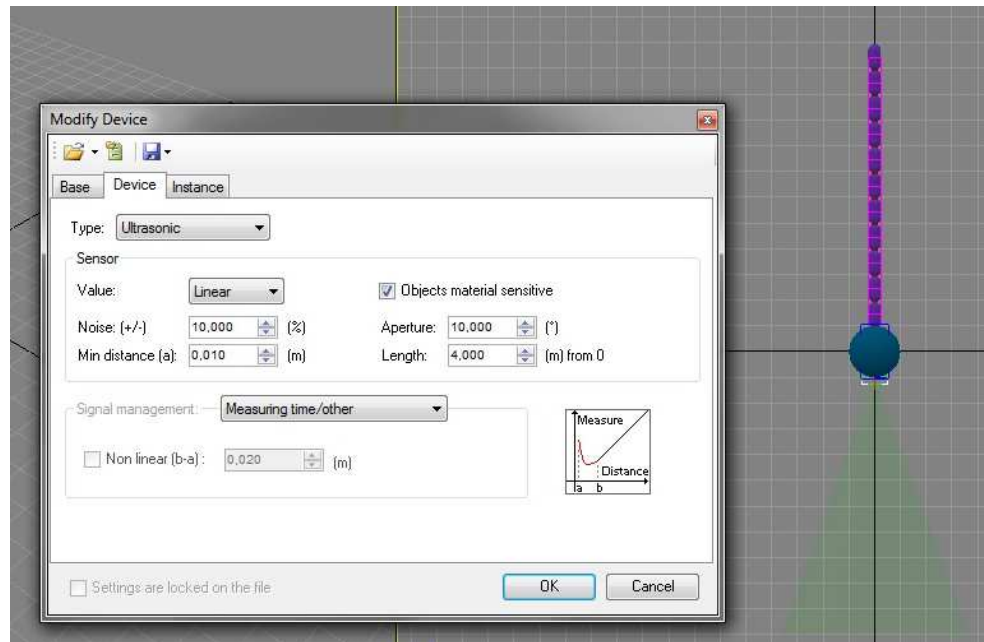 Modify Device
Base Device Instance
Type: Ultrasonic
Sensor
Value: Linear Objects material sensitive
Noise: (+/-) 10,000 (%) Aperture: 10,000 (°)
Min distance (a): 0,010 (m) Length: 4,000 (m) from 0
Signal management: Measuring time/other
Non linear (b-a) : 0,020 (m)
Measure
Distance
a b
Settings are locked on the file OK Cancel